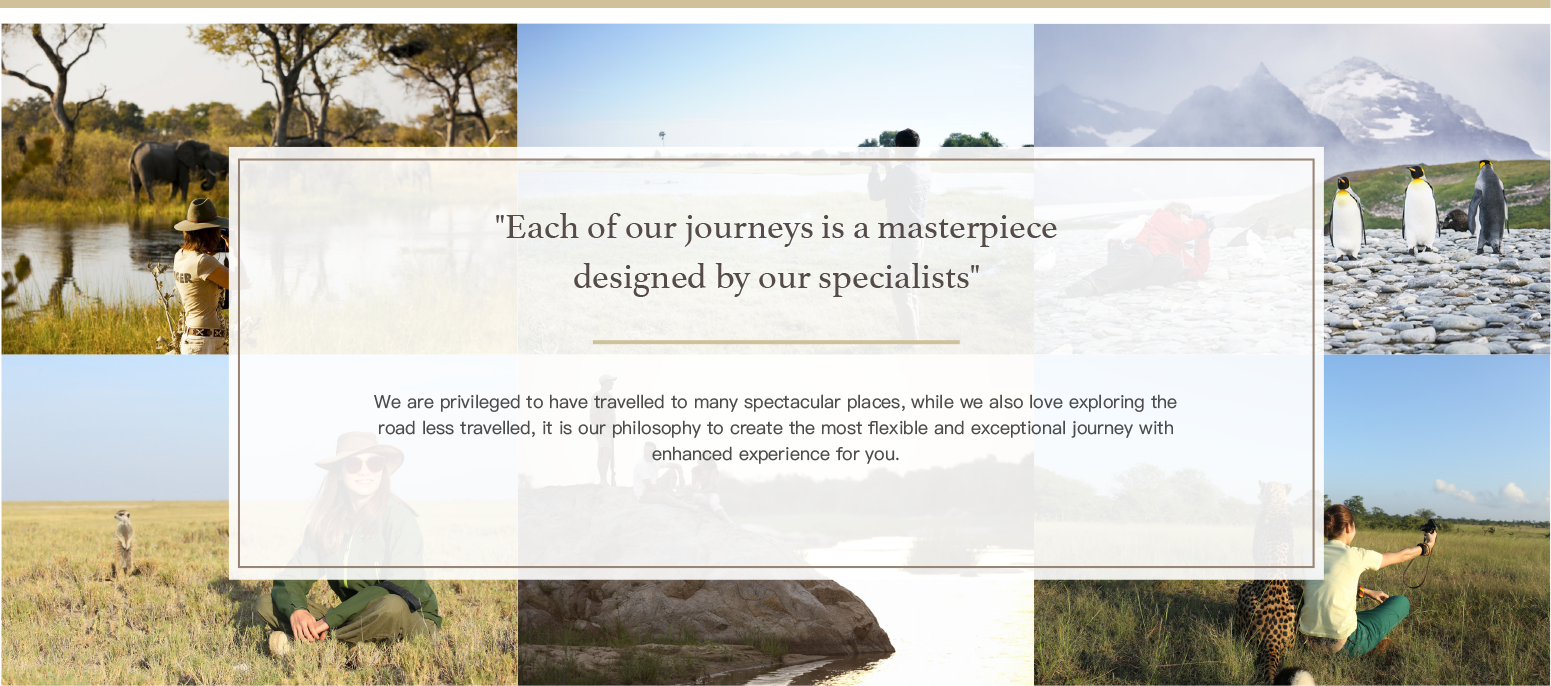 "Each of our journeys is a masterpiece
designed by our specialists"
We are privileged to have travelled to many spectacular places, while we also love exploring the
road less travelled, it is our philosophy to create the most flexible and exceptional journey with
enhanced experience for you.